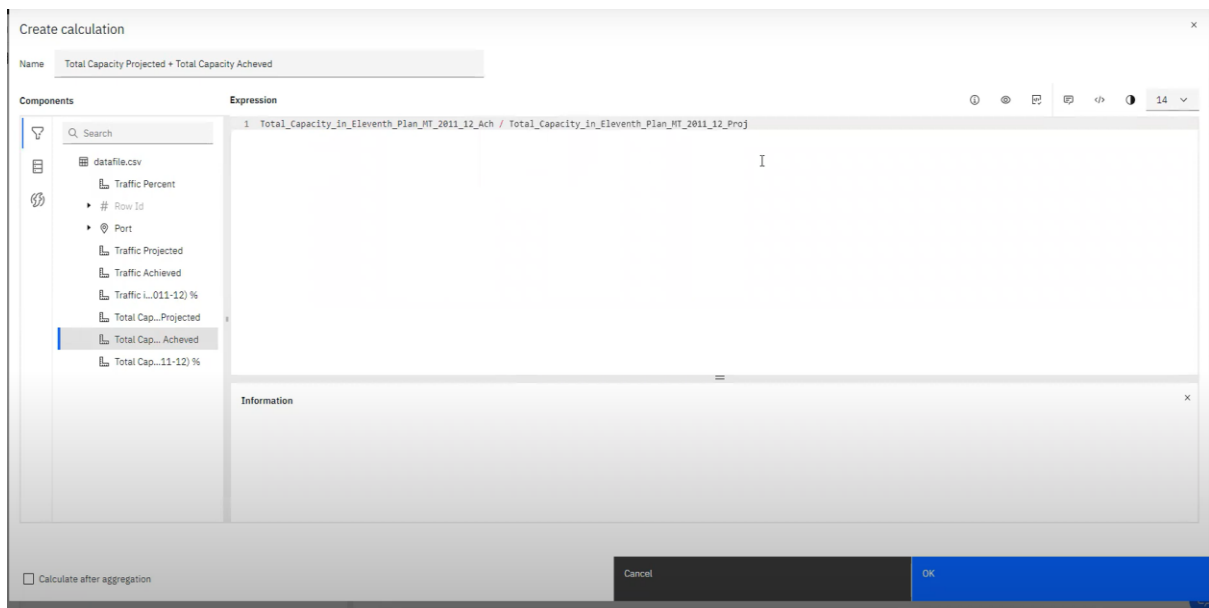 Create calculation
Name Total Capacity Projected + Total Capacity Acheved
Components
Expression
14
Search
datafile.csv
Traffic Percent
# Row Id
Port
Traffic Projected
Traffic Achieved
Traffic i...011-12) %
Total Cap...Projected
Total Cap... Acheved
Total Cap...11-12) %
1 Total_Capacity_in_Eleventh_Plan_MT_2011_12_Ach / Total_Capacity_in_Eleventh_Plan_MT_2011_12_Proj
Information
Calculate after aggregation
Cancel
OK